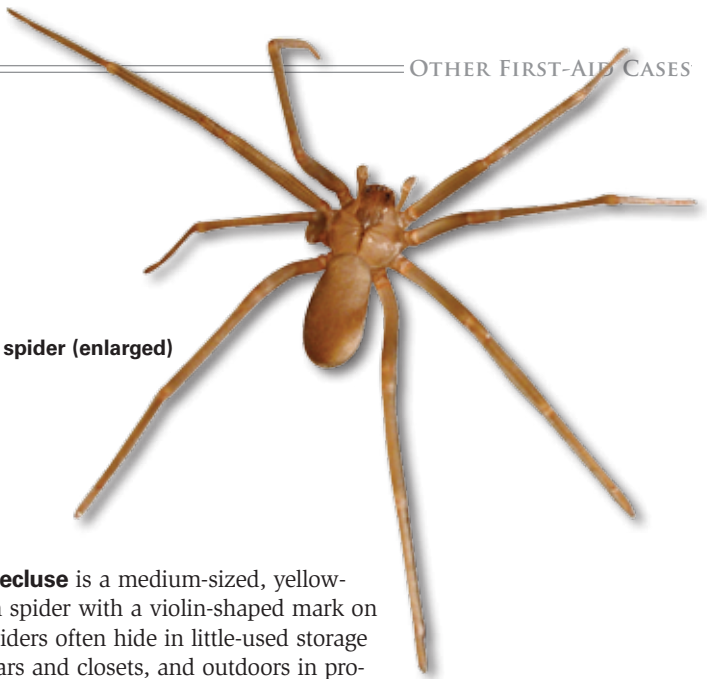 OTHER FIRST-AID CASES
spider (enlarged)
ecluse is a medium-sized, yellow-
spider with a violin-shaped mark on
iders often hide in little-used storage
ars and closets, and outdoors in pro-